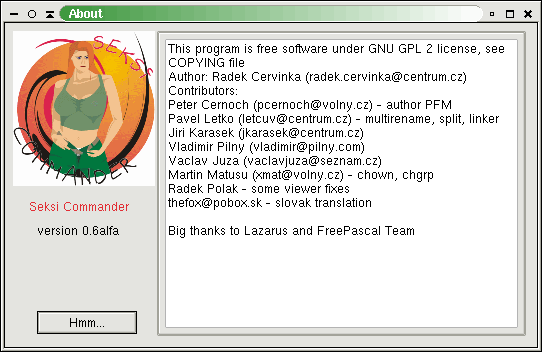 About
SEKSI
COMMANDER
Seksi Commander
version 0.6alfa
Hmm...
This program is free software under GNU GPL 2 license, see
COPYING file
Author: Radek Cervinka (radek.cervinka@centrum.cz)
Contributors:
Peter Cernoch (pcernoch@volny.cz) - author PFM
Pavel Letko (letcuv@centrum.cz) - multirename, split, linker
Jiri Karasek (jkarasek@centrum.cz)
Vladimir Pilny (vladimir@pilny.com)
Vaclav Juza (vaclavjuza@seznam.cz)
Martin Matusu (xmat@volny.cz) - chown, chgrp
Radek Polak - some viewer fixes
thefox@pobox.sk - slovak translation
Big thanks to Lazarus and FreePascal Team